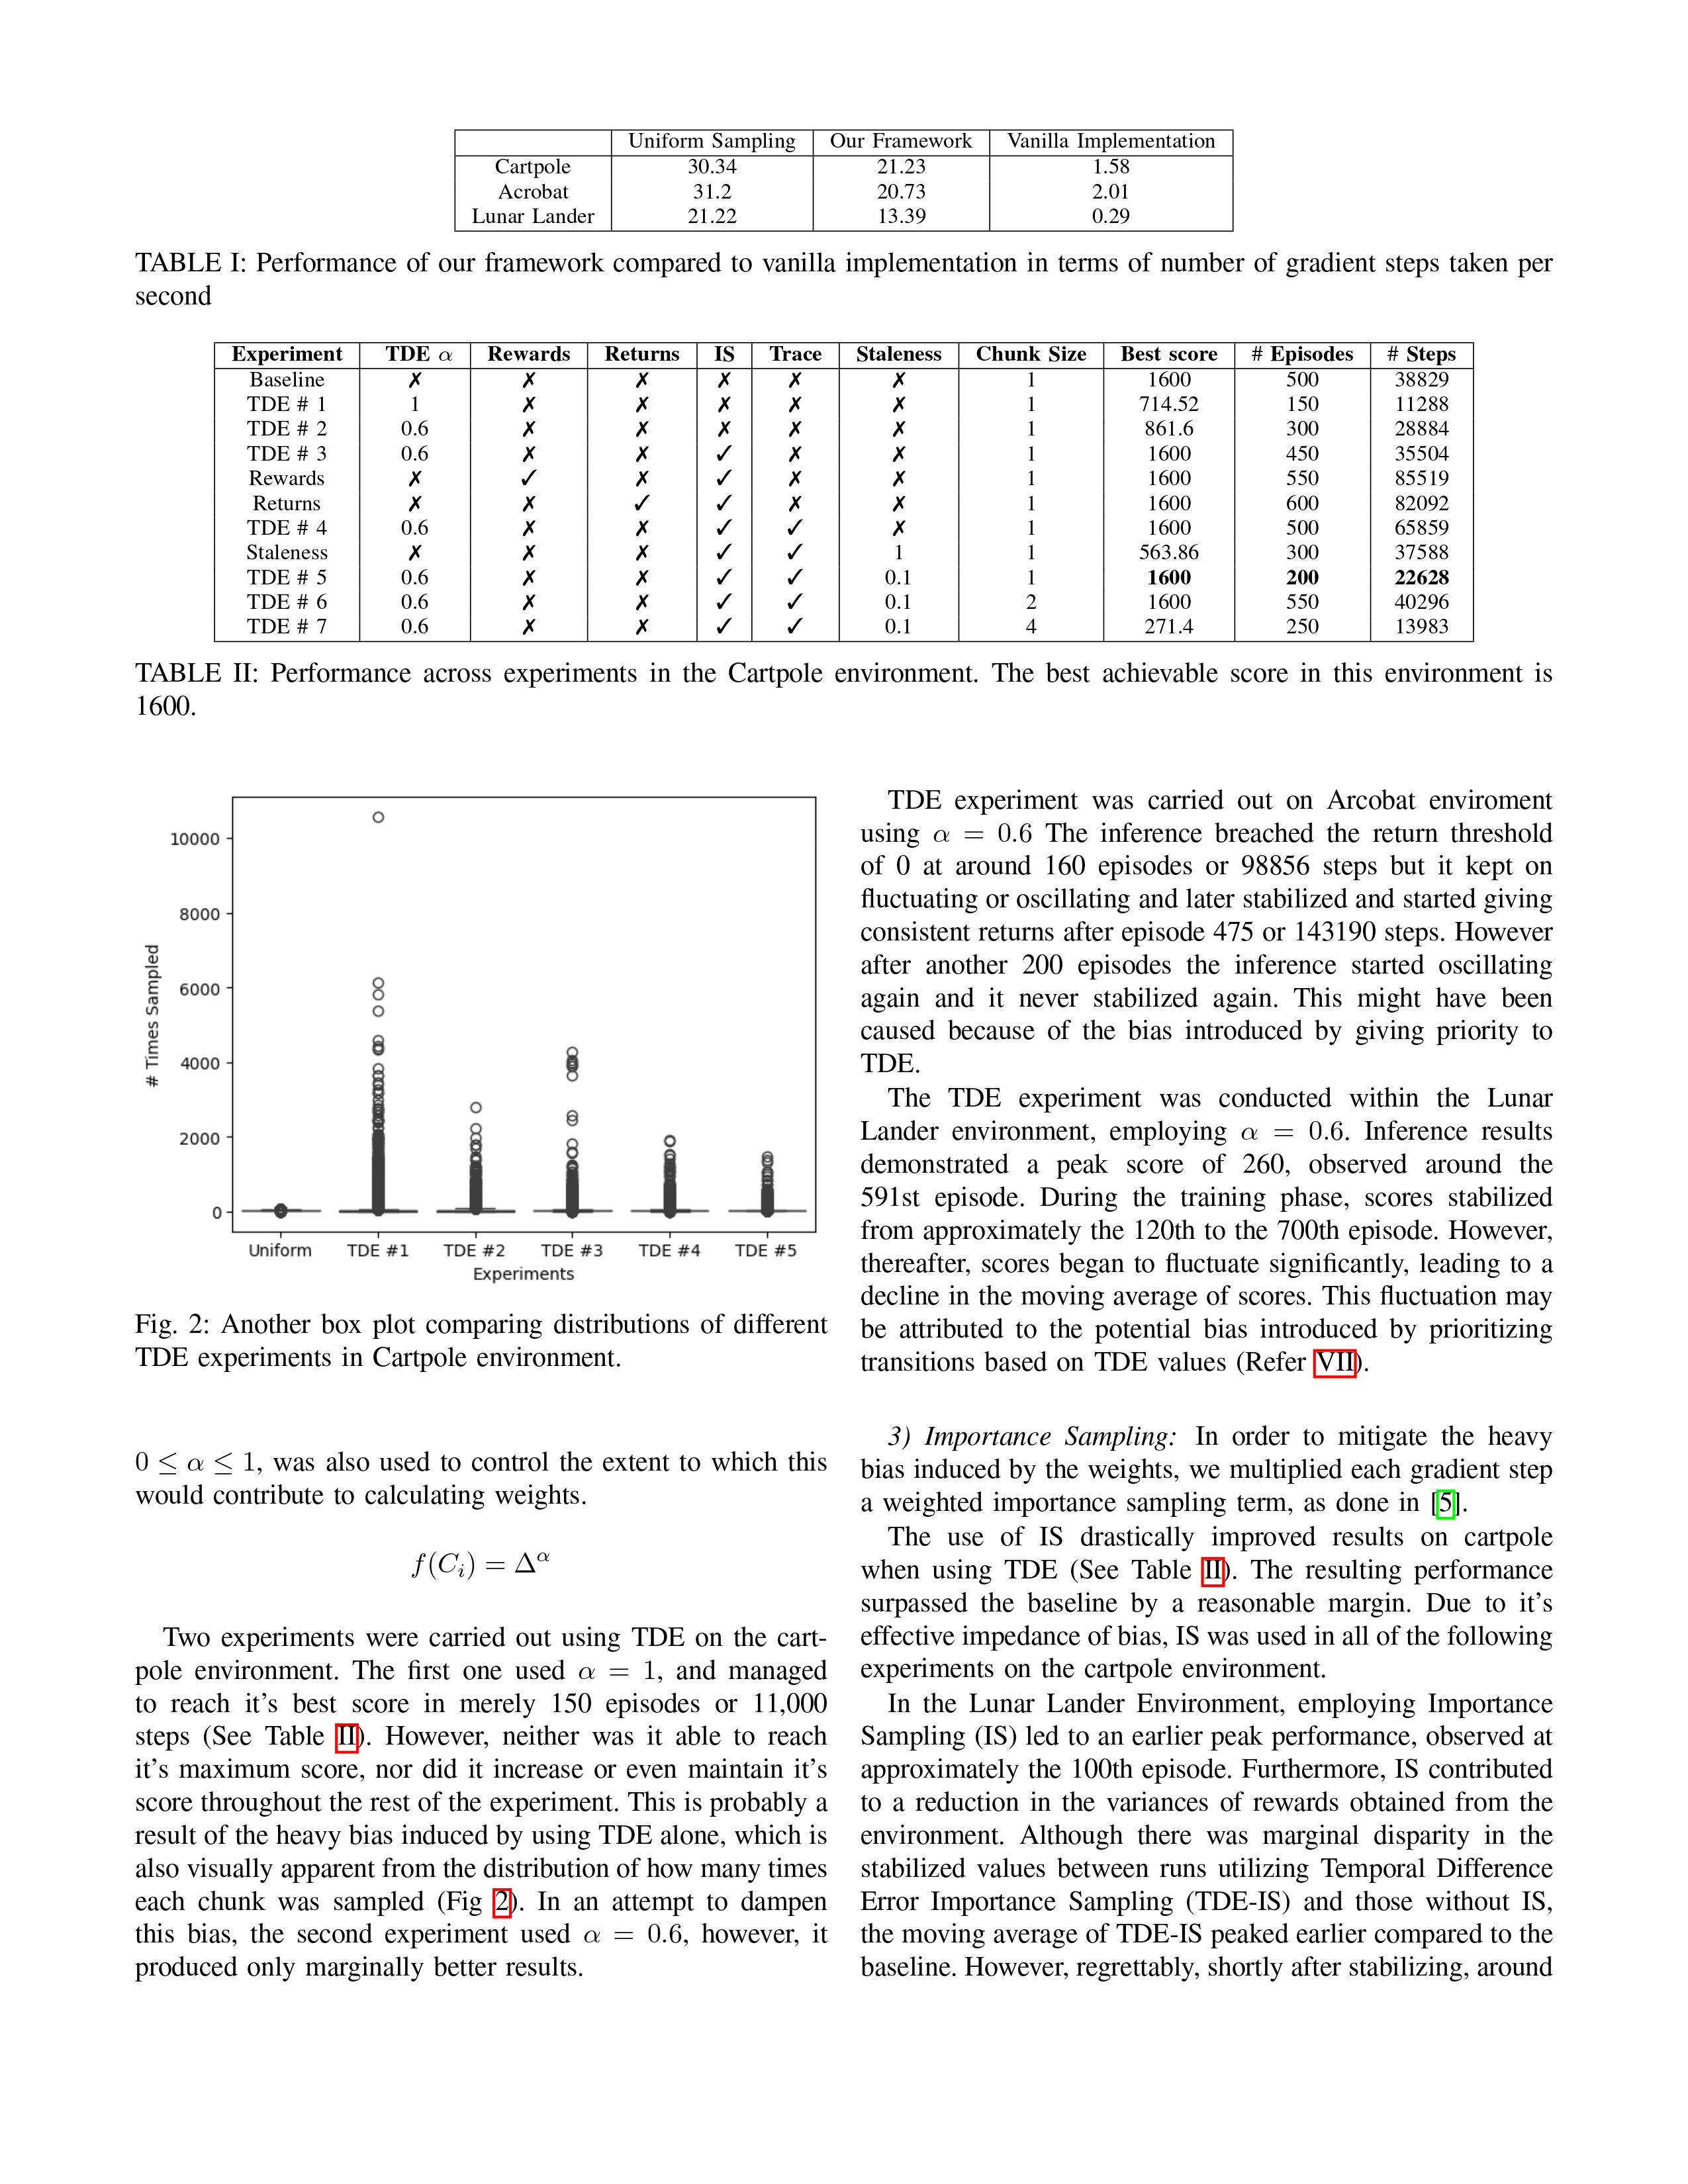 Uniform Sampling Our Framework Vanilla Implementation
Cartpole 30.34 21.23 1.58
Acrobat 31.2 20.73 2.01
Lunar Lander 21.22 13.39 0.29
TABLE I: Performance of our framework compared to vanilla implementation in terms of number of gradient steps taken per
second
Experiment TDE α Rewards Returns IS Trace Staleness Chunk Size Best score # Episodes # Steps
Baseline ✗ ✗ ✗ ✗ ✗ ✗ 1 1600 500 38829
TDE # 1 1 ✗ ✗ ✗ ✗ ✗ 1 714.52 150 11288
TDE # 2 0.6 ✗ ✗ ✗ ✗ ✗ 1 861.6 300 28884
TDE # 3 0.6 ✗ ✗ ✓ ✗ ✗ 1 1600 450 35504
Rewards ✗ ✓ ✗ ✓ ✗ ✗ 1 1600 550 85519
Returns ✗ ✗ ✓ ✓ ✗ ✗ 1 1600 600 82092
TDE # 4 0.6 ✗ ✗ ✓ ✓ ✗ 1 1600 500 65859
Staleness ✗ ✗ ✗ ✓ ✓ 1 1 563.86 300 37588
TDE # 5 0.6 ✗ ✗ ✓ ✓ 0.1 1 1600 200 22628
TDE # 6 0.6 ✗ ✗ ✓ ✓ 0.1 2 1600 550 40296
TDE # 7 0.6 ✗ ✗ ✓ ✓ 0.1 4 271.4 250 13983
TABLE II: Performance across experiments in the Cartpole environment. The best achievable score in this environment is
1600.
# Times Sampled
10000
8000
6000
4000
2000
0
Uniform TDE #1 TDE #2 TDE #3 TDE #4 TDE #5
Experiments
Fig. 2: Another box plot comparing distributions of different
TDE experiments in Cartpole environment.
0 ≤ α ≤ 1, was also used to control the extent to which this
would contribute to calculating weights.
f(C_i) = Δ^α
Two experiments were carried out using TDE on the cart-
pole environment. The first one used α = 1, and managed
to reach it's best score in merely 150 episodes or 11,000
steps (See Table II). However, neither was it able to reach
it's maximum score, nor did it increase or even maintain it's
score throughout the rest of the experiment. This is probably a
result of the heavy bias induced by using TDE alone, which is
also visually apparent from the distribution of how many times
each chunk was sampled (Fig 2). In an attempt to dampen
this bias, the second experiment used α = 0.6, however, it
produced only marginally better results.
TDE experiment was carried out on Arcobat enviroment
using α = 0.6 The inference breached the return threshold
of 0 at around 160 episodes or 98856 steps but it kept on
fluctuating or oscillating and later stabilized and started giving
consistent returns after episode 475 or 143190 steps. However
after another 200 episodes the inference started oscillating
again and it never stabilized again. This might have been
caused because of the bias introduced by giving priority to
TDE.
The TDE experiment was conducted within the Lunar
Lander environment, employing α = 0.6. Inference results
demonstrated a peak score of 260, observed around the
591st episode. During the training phase, scores stabilized
from approximately the 120th to the 700th episode. However,
thereafter, scores began to fluctuate significantly, leading to a
decline in the moving average of scores. This fluctuation may
be attributed to the potential bias introduced by prioritizing
transitions based on TDE values (Refer VII).
3) Importance Sampling: In order to mitigate the heavy
bias induced by the weights, we multiplied each gradient step
a weighted importance sampling term, as done in [5].
The use of IS drastically improved results on cartpole
when using TDE (See Table II). The resulting performance
surpassed the baseline by a reasonable margin. Due to it's
effective impedance of bias, IS was used in all of the following
experiments on the cartpole environment.
In the Lunar Lander Environment, employing Importance
Sampling (IS) led to an earlier peak performance, observed at
approximately the 100th episode. Furthermore, IS contributed
to a reduction in the variances of rewards obtained from the
environment. Although there was marginal disparity in the
stabilized values between runs utilizing Temporal Difference
Error Importance Sampling (TDE-IS) and those without IS,
the moving average of TDE-IS peaked earlier compared to the
baseline. However, regrettably, shortly after stabilizing, around